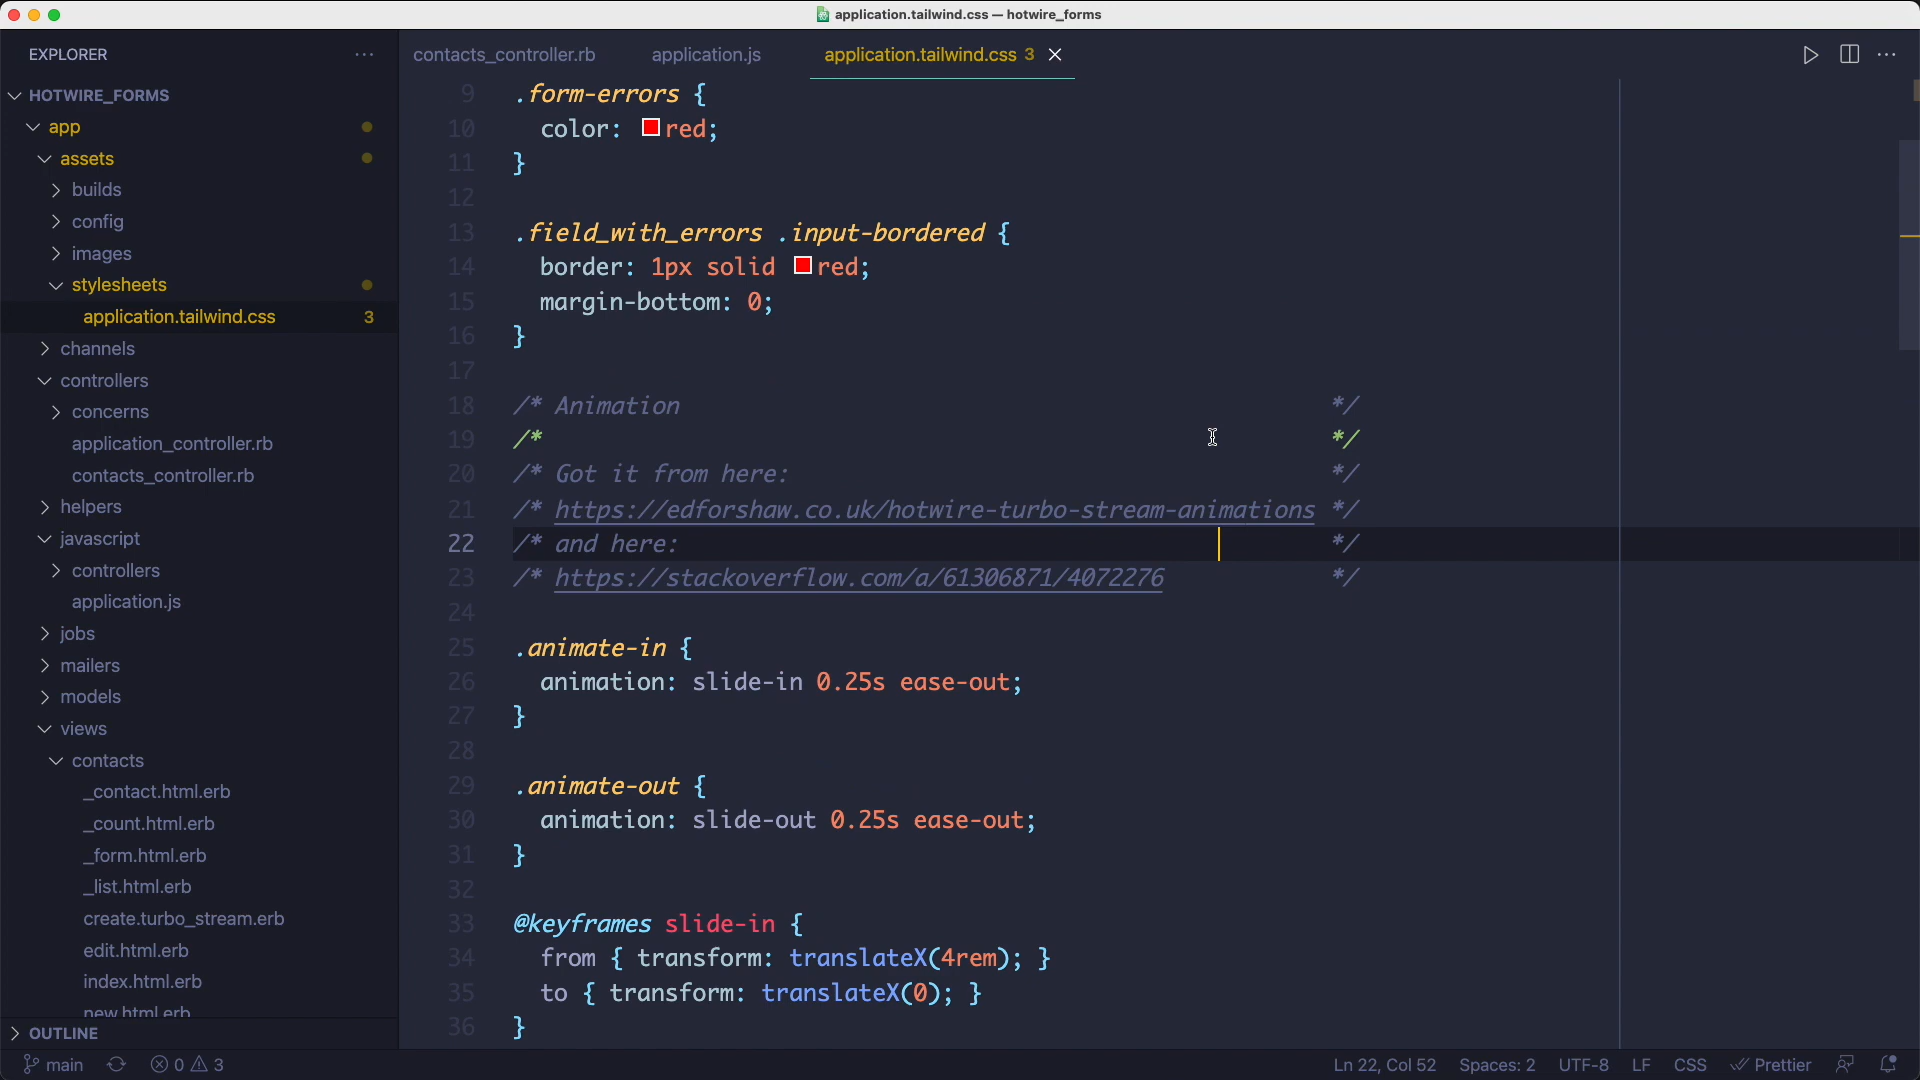 application.tailwind.css — hotwire_forms
EXPLORER
HOTWIRE_FORMS
app
assets
builds
config
images
stylesheets
application.tailwind.css 3
channels
controllers
concerns
application_controller.rb
contacts_controller.rb
helpers
javascript
controllers
application.js
jobs
mailers
models
views
contacts
_contact.html.erb
_count.html.erb
_form.html.erb
_list.html.erb
create.turbo_stream.erb
edit.html.erb
index.html.erb
new.html.erb
OUTLINE
contacts_controller.rb application.js application.tailwind.css 3
9 .form-errors {
10 color: red;
11 }
12
13 .field_with_errors .input-bordered {
14 border: 1px solid red;
15 margin-bottom: 0;
16 }
17
18 /* Animation */
19 /* */
20 /* Got it from here: */
21 /* https://edforshaw.co.uk/hotwire-turbo-stream-animations */
22 /* and here: */
23 /* https://stackoverflow.com/a/61306871/4072276 */
24
25 .animate-in {
26 animation: slide-in 0.25s ease-out;
27 }
28
29 .animate-out {
30 animation: slide-out 0.25s ease-out;
31 }
32
33 @keyframes slide-in {
34 from { transform: translateX(4rem); }
35 to { transform: translateX(0); }
36 }
main 0 3 Ln 22, Col 52 Spaces: 2 UTF-8 LF CSS Prettier